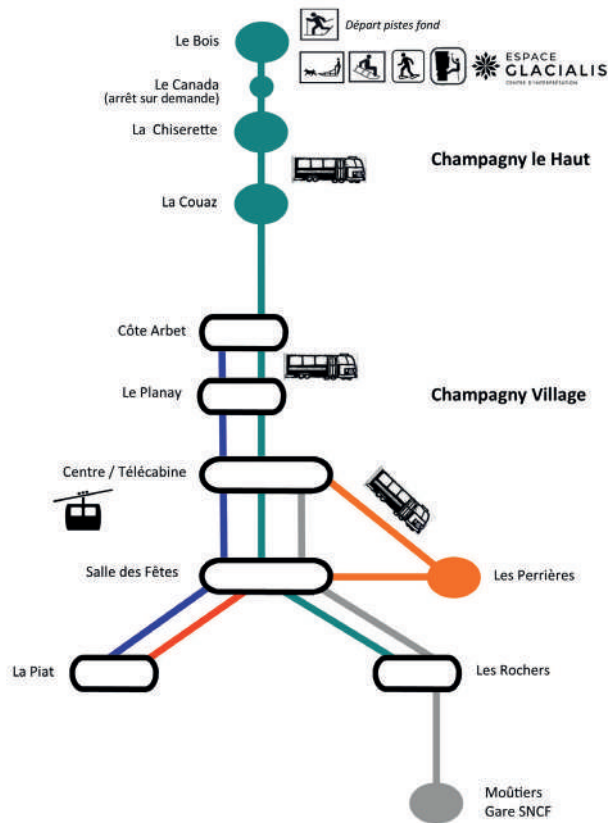 Départ pistes fond
Le Bois
ESPACE
GLACIALIS
CENTRE D'INTERPRÉTATION
Le Canada
(arrêt sur demande)
La Chiserette
Champagny le Haut
La Couaz
Côte Arbet
Le Planay
Champagny Village
Centre / Télécabine
Salle des Fêtes
Les Perrières
La Piat
Les Rochers
Moûtiers
Gare SNCF